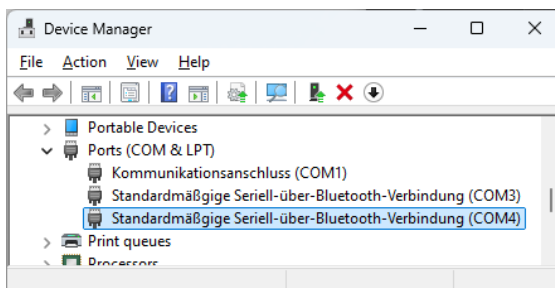 Device Manager
File Action View Help
Portable Devices
Ports (COM & LPT)
Kommunikationsanschluss (COM1)
Standardmäßgige Seriell-über-Bluetooth-Verbindung (COM3)
Standardmäßgige Seriell-über-Bluetooth-Verbindung (COM4)
Print queues
Processors